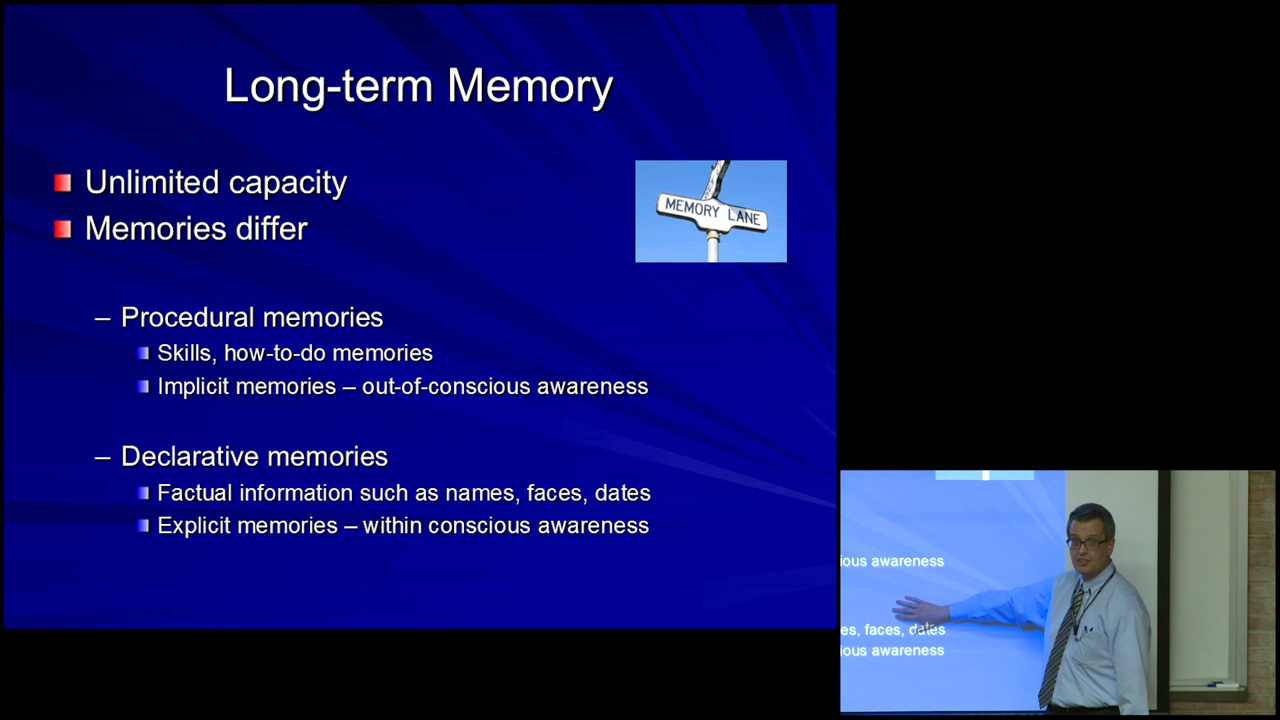 Long-term Memory
Unlimited capacity
Memories differ
MEMORY LANE
– Procedural memories
Skills, how-to-do memories
Implicit memories – out-of-conscious awareness
– Declarative memories
Factual information such as names, faces, dates
Explicit memories – within conscious awareness
ious awareness
es, faces, dates
ious awareness